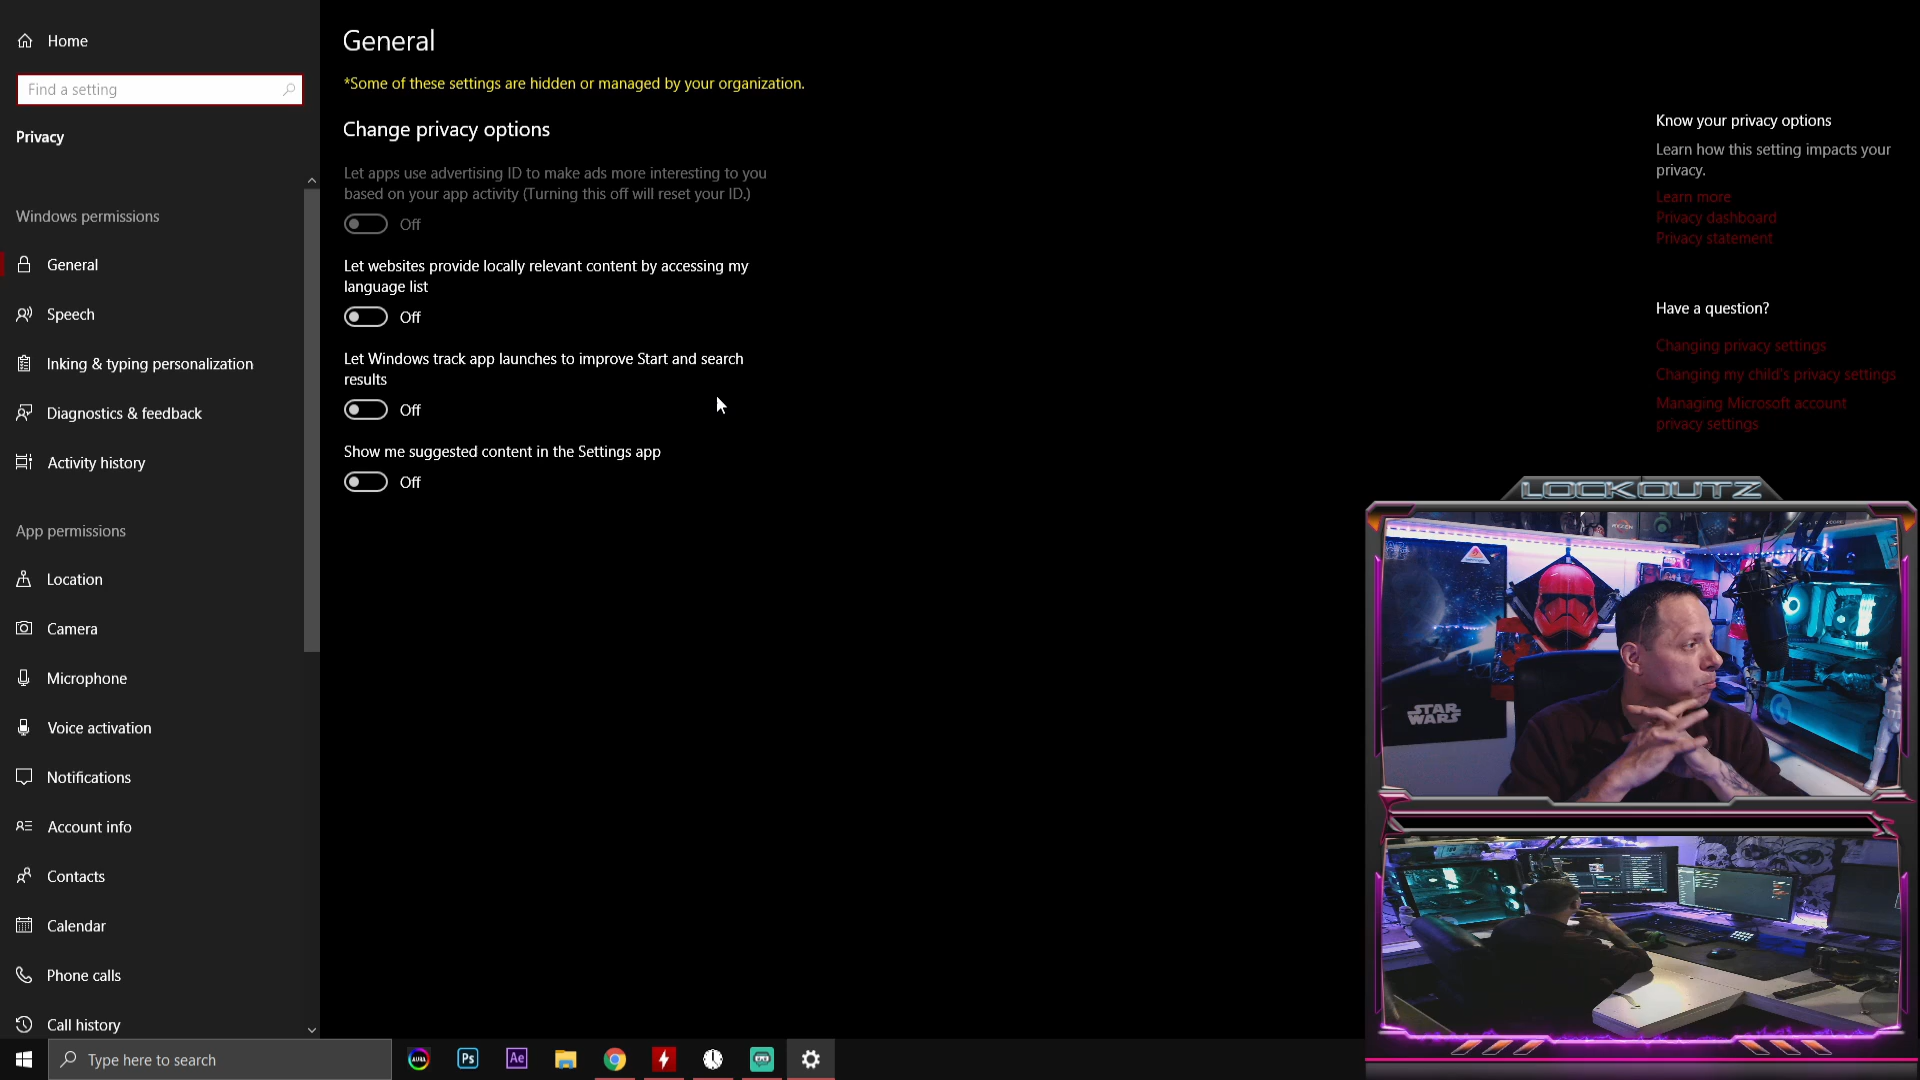 Home
Find a setting
Privacy
Windows permissions
General
Speech
Inking & typing personalization
Diagnostics & feedback
Activity history
App permissions
Location
Camera
Microphone
Voice activation
Notifications
Account info
Contacts
Calendar
Phone calls
Call history
General
*Some of these settings are hidden or managed by your organization.
Change privacy options
Let apps use advertising ID to make ads more interesting to you
based on your app activity (Turning this off will reset your ID.)
Off
Let websites provide locally relevant content by accessing my
language list
Off
Let Windows track app launches to improve Start and search
results
Off
Show me suggested content in the Settings app
Off
Know your privacy options
Learn how this setting impacts your
privacy.
Learn more
Privacy dashboard
Privacy statement
Have a question?
Changing privacy settings
Changing my child's privacy settings
Managing Microsoft account
privacy settings
LOCKOUTZ
RYZEN
STAR
WARS
Type here to search
AURA
Ps
Ae